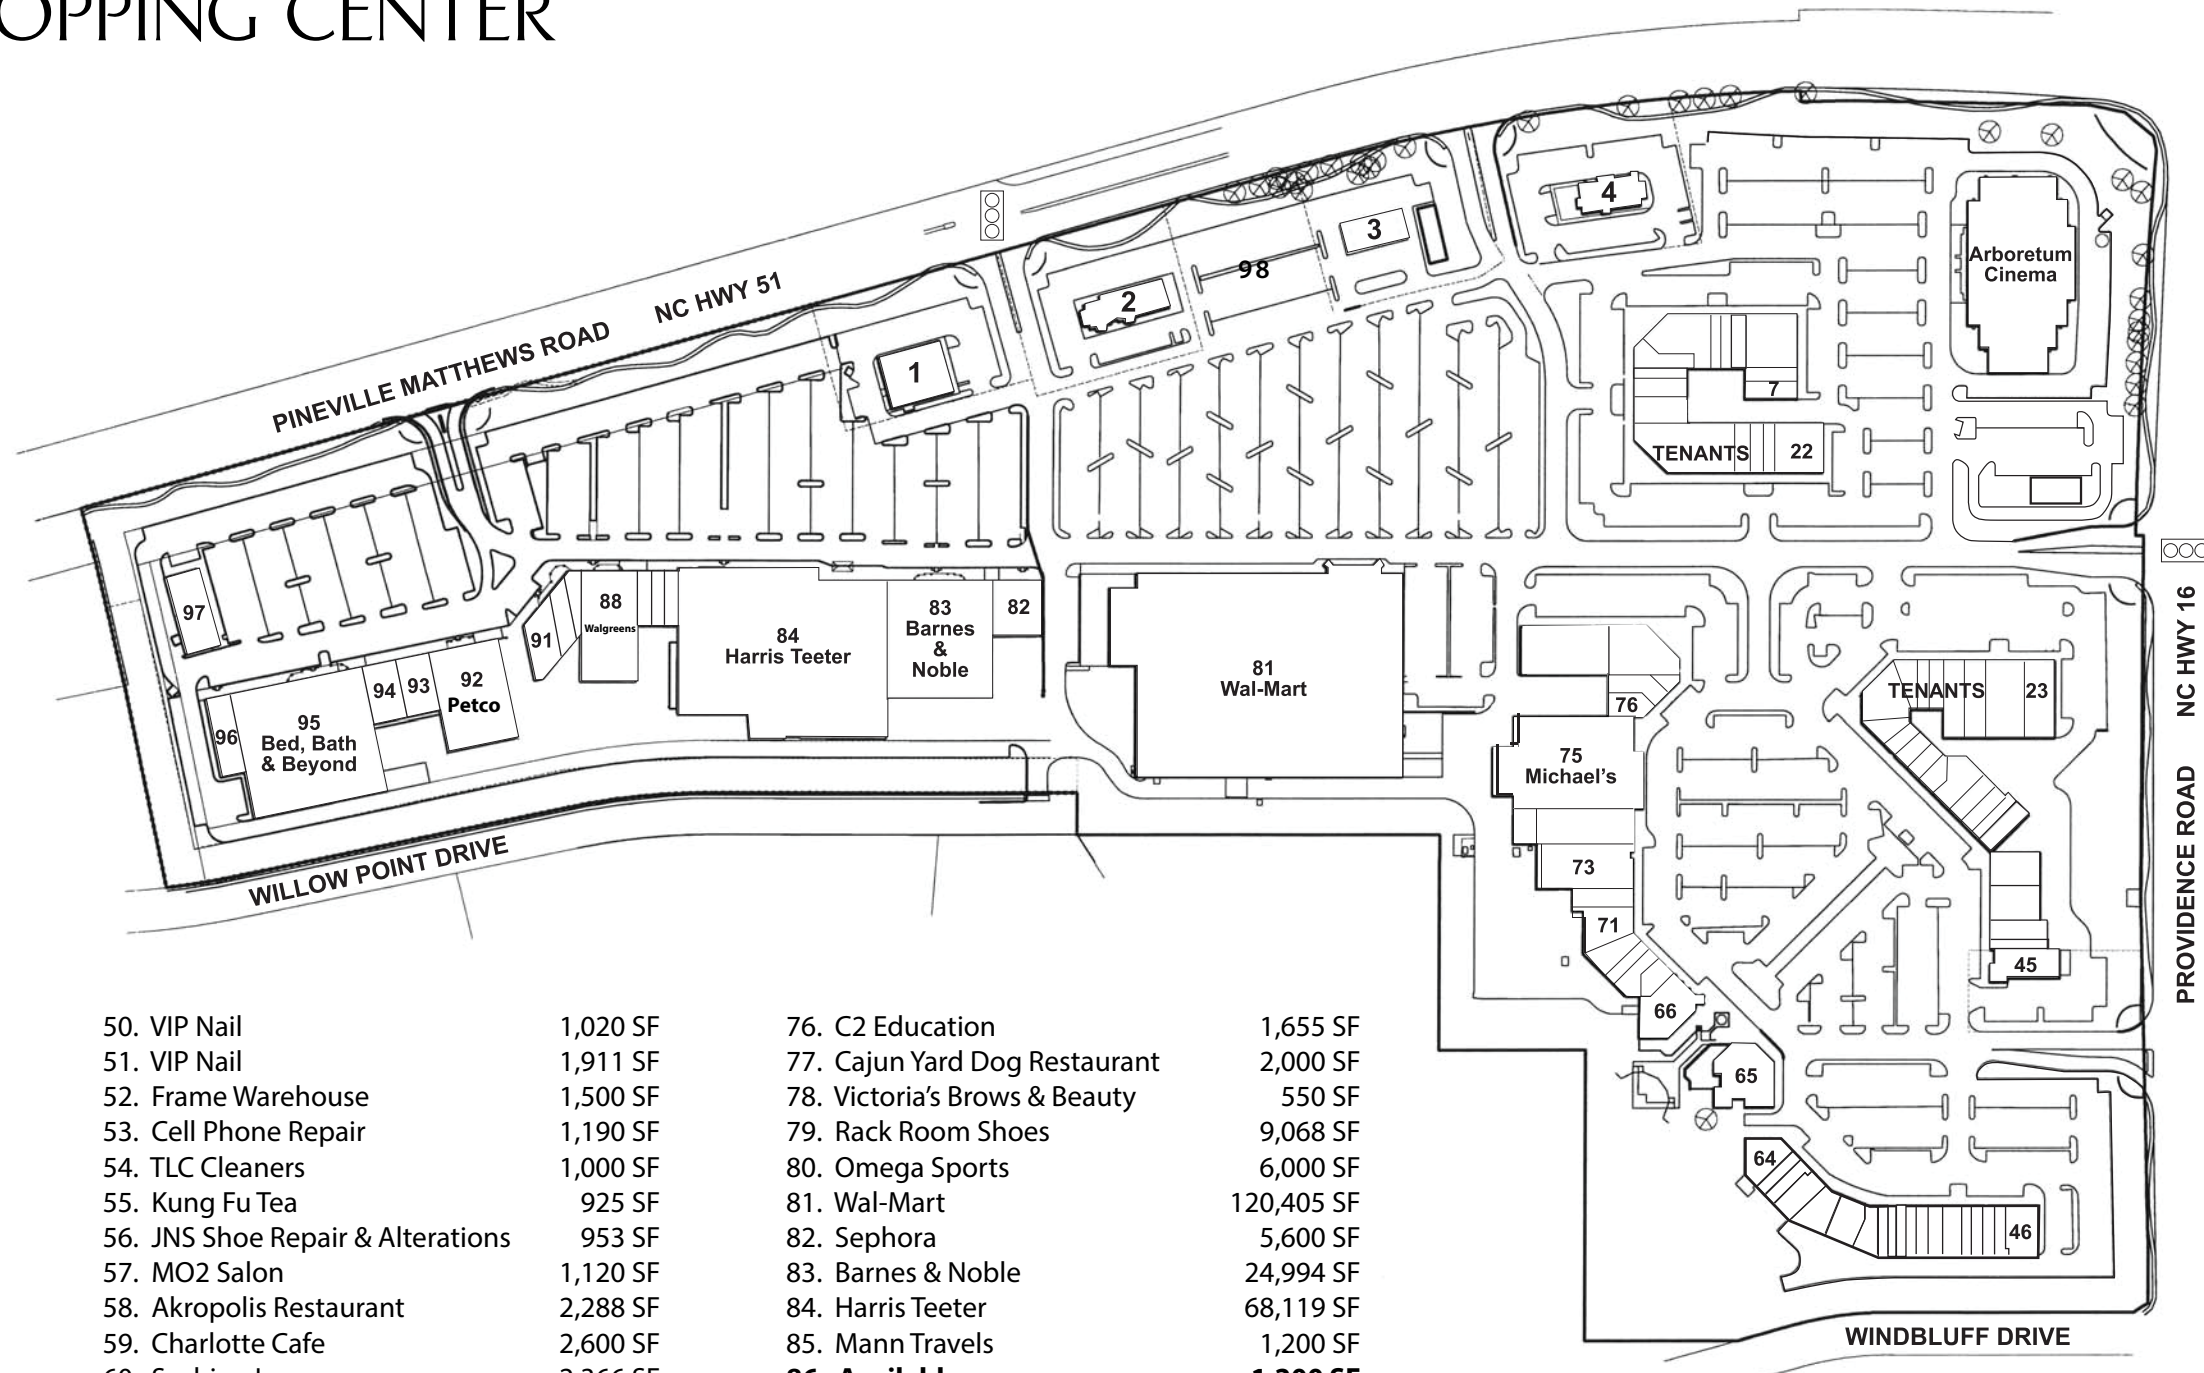 OPPING CENTER
PINEVILLE MATTHEWS ROAD NC HWY 51
1
2
98
3
4
Arboretum
Cinema
7
TENANTS 22
97
91
88
Walgreens
84
Harris Teeter
83
Barnes
&
Noble
82
81
Wal-Mart
96
95
Bed, Bath
& Beyond
94
93
92
Petco
76
75
Michael's
73
71
66
65
64
46
45
TENANTS 23
NC HWY 16
PROVIDENCE ROAD
WILLOW POINT DRIVE
WINDBLUFF DRIVE
50. VIP Nail 1,020 SF
51. VIP Nail 1,911 SF
52. Frame Warehouse 1,500 SF
53. Cell Phone Repair 1,190 SF
54. TLC Cleaners 1,000 SF
55. Kung Fu Tea 925 SF
56. JNS Shoe Repair & Alterations 953 SF
57. MO2 Salon 1,120 SF
58. Akropolis Restaurant 2,288 SF
59. Charlotte Cafe 2,600 SF
76. C2 Education 1,655 SF
77. Cajun Yard Dog Restaurant 2,000 SF
78. Victoria's Brows & Beauty 550 SF
79. Rack Room Shoes 9,068 SF
80. Omega Sports 6,000 SF
81. Wal-Mart 120,405 SF
82. Sephora 5,600 SF
83. Barnes & Noble 24,994 SF
84. Harris Teeter 68,119 SF
85. Mann Travels 1,200 SF